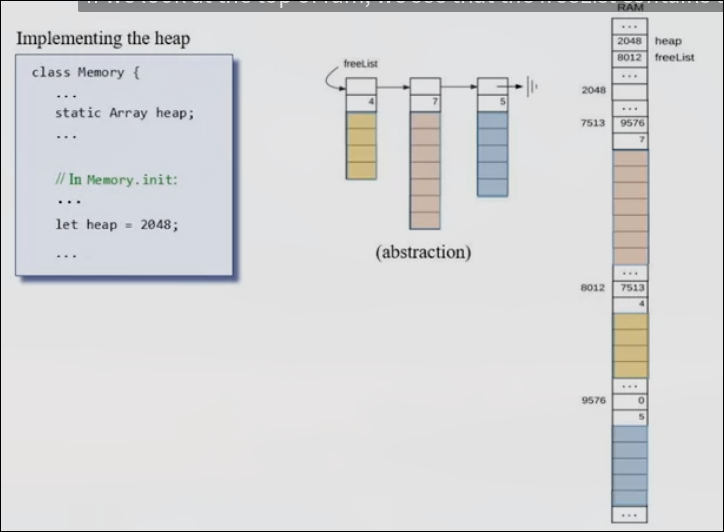 RAM
Implementing the heap
class Memory {
...
static Array heap;
...
// In Memory.init:
...
let heap = 2048;
...
freeList
4
7
5
(abstraction)
...
2048 heap
8012 freeList
...
2048
...
7513 9576
7
...
8012 7513
4
...
9576 0
5
...